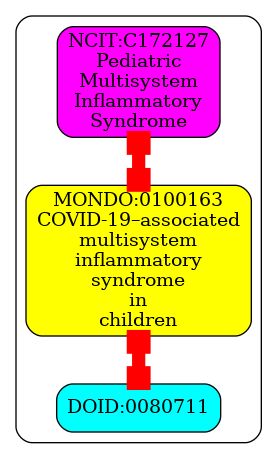 NCIT:C172127
Pediatric
Multisystem
Inflammatory
Syndrome
MONDO:0100163
COVID-19–associated
multisystem
inflammatory
syndrome
in
children
DOID:0080711